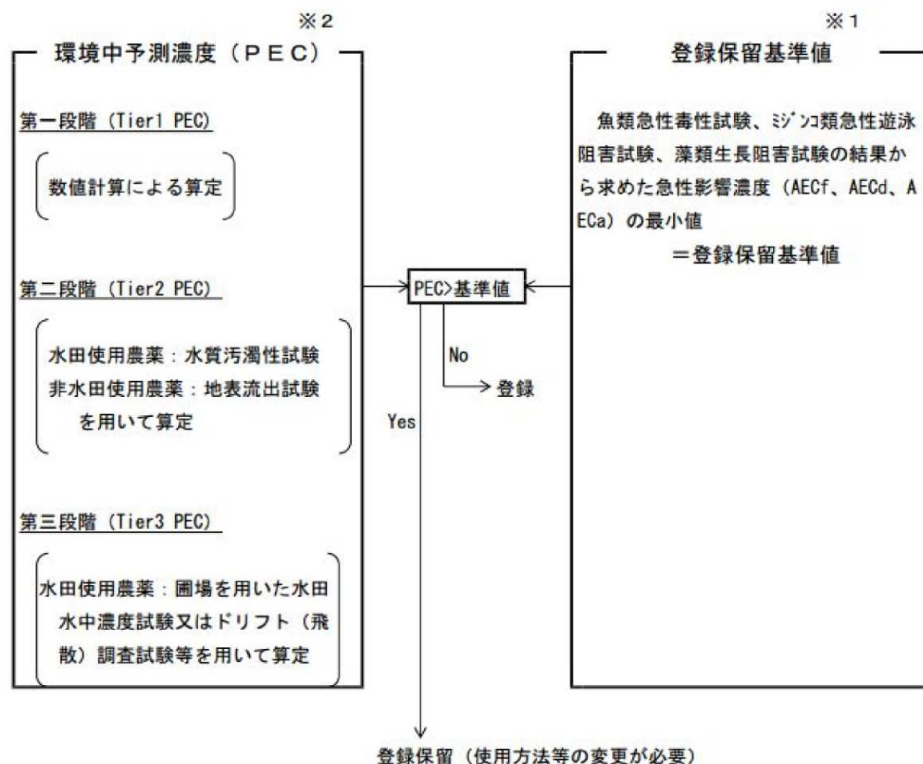 ※２
環境中予測濃度（ＰＥＣ）
第一段階（Tier1 PEC）
数値計算による算定
第二段階（Tier2 PEC）
水田使用農薬：水質汚濁性試験
非水田使用農薬：地表流出試験
を用いて算定
第三段階（Tier3 PEC）
水田使用農薬：圃場を用いた水田
水中濃度試験又はドリフト（飛
散）調査試験等を用いて算定
PEC>基準値
No
登録
Yes
登録保留（使用方法等の変更が必要）
※１
登録保留基準値
魚類急性毒性試験、ﾐｼﾞﾝｺ類急性遊泳
阻害試験、藻類生長阻害試験の結果か
ら求めた急性影響濃度（AECf、AECd、A
ECa）の最小値
＝登録保留基準値